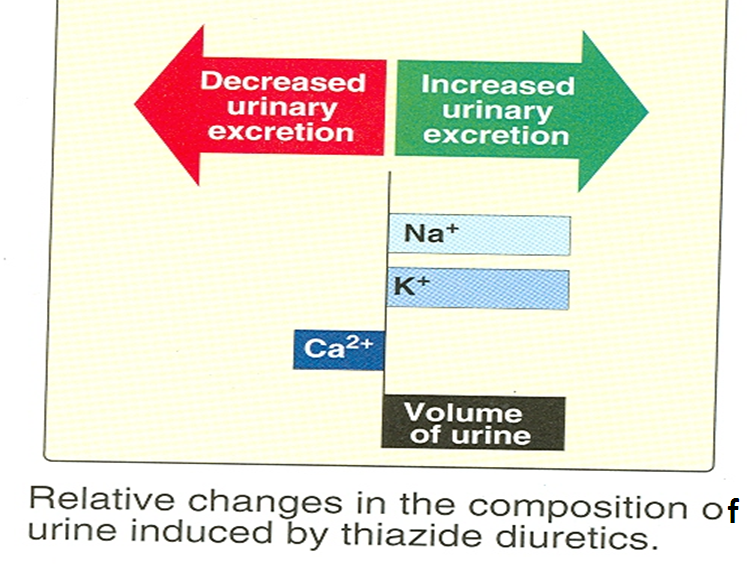 Decreased
urinary
excretion
Increased
urinary
excretion
Na⁺
K⁺
Ca²⁺
Volume
of urine
Relative changes in the composition of
urine induced by thiazide diuretics.